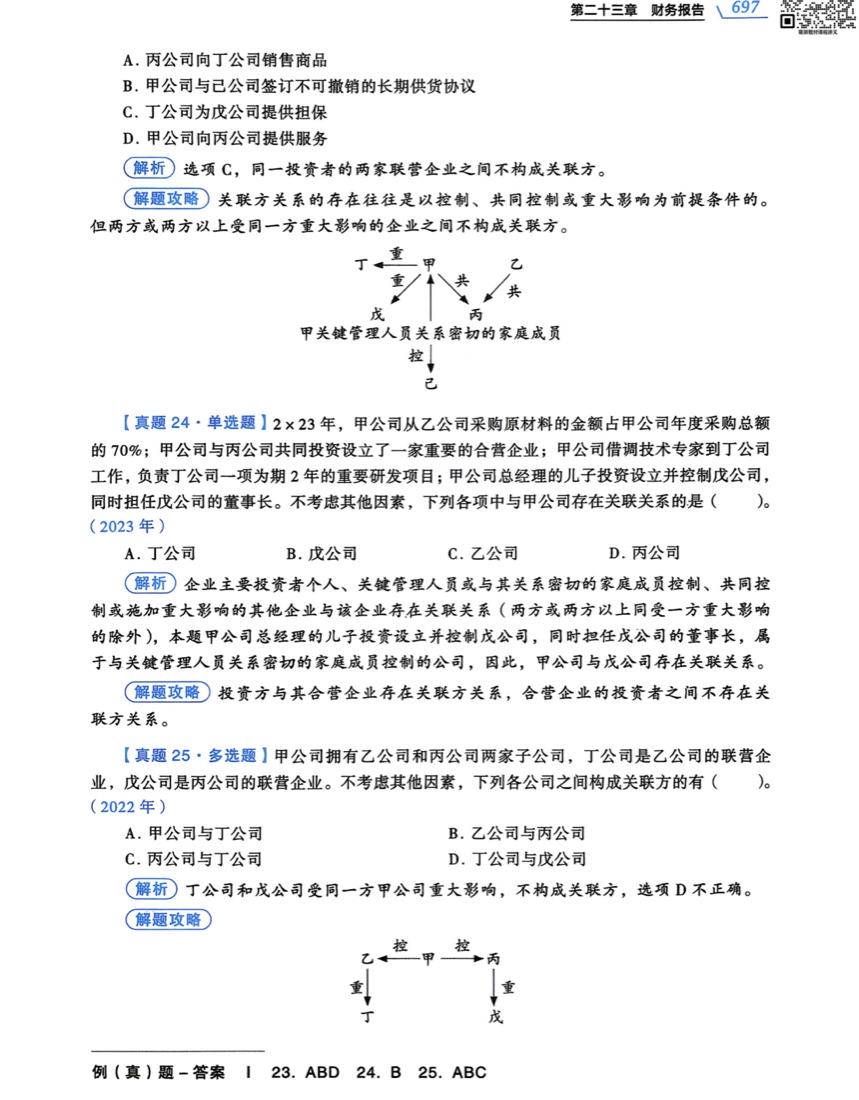 第二十三章 财务报告 697
最新教材课程讲义
A. 丙公司向丁公司销售商品
B. 甲公司与己公司签订不可撤销的长期供货协议
C. 丁公司为戊公司提供担保
D. 甲公司向丙公司提供服务
解析 选项 C，同一投资者的两家联营企业之间不构成关联方。
解题攻略 关联方关系的存在往往是以控制、共同控制或重大影响为前提条件的。
但两方或两方以上受同一方重大影响的企业之间不构成关联方。
丁 重 甲 乙
重 共 共
戊 丙
甲关键管理人员关系密切的家庭成员
控
己
【真题 24·单选题】2×23 年，甲公司从乙公司采购原材料的金额占甲公司年度采购总额
的 70%；甲公司与丙公司共同投资设立了一家重要的合营企业；甲公司借调技术专家到丁公司
工作，负责丁公司一项为期 2 年的重要研发项目；甲公司总经理的儿子投资设立并控制戊公司，
同时担任戊公司的董事长。不考虑其他因素，下列各项中与甲公司存在关联关系的是（　　）。
（2023 年）
A. 丁公司 B. 戊公司 C. 乙公司 D. 丙公司
解析 企业主要投资者个人、关键管理人员或与其关系密切的家庭成员控制、共同控
制或施加重大影响的其他企业与该企业存在关联关系（两方或两方以上同受一方重大影响
的除外），本题甲公司总经理的儿子投资设立并控制戊公司，同时担任戊公司的董事长，属
于与关键管理人员关系密切的家庭成员控制的公司，因此，甲公司与戊公司存在关联关系。
解题攻略 投资方与其合营企业存在关联方关系，合营企业的投资者之间不存在关
联方关系。
【真题 25·多选题】甲公司拥有乙公司和丙公司两家子公司，丁公司是乙公司的联营企
业，戊公司是丙公司的联营企业。不考虑其他因素，下列各公司之间构成关联方的有（　　）。
（2022 年）
A. 甲公司与丁公司 B. 乙公司与丙公司
C. 丙公司与丁公司 D. 丁公司与戊公司
解析 丁公司和戊公司受同一方甲公司重大影响，不构成关联方，选项 D 不正确。
解题攻略
乙 控 甲 控 丙
重 重
丁 戊
例（真）题－答案 | 23. ABD 24. B 25. ABC